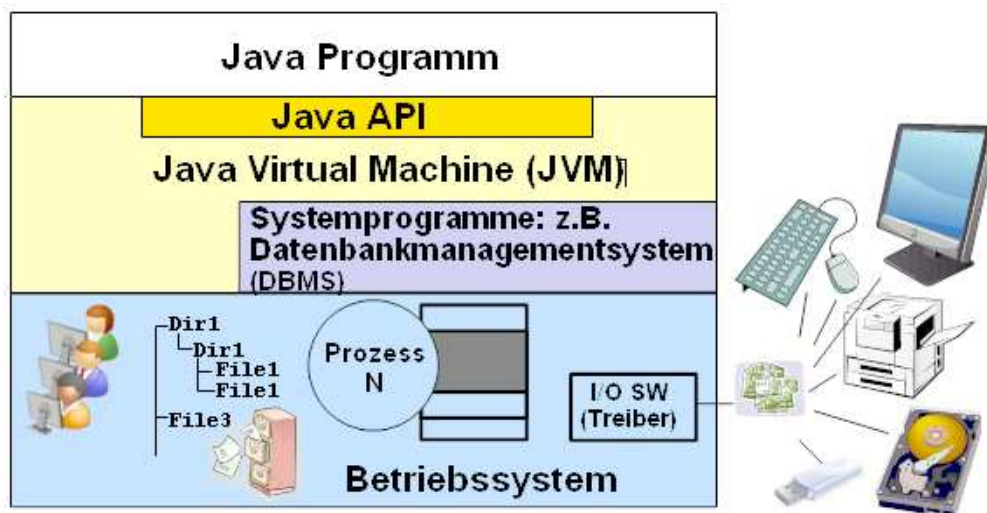 Java Programm
Java API
Java Virtual Machine (JVM)
Systemprogramme: z.B.
Datenbankmanagementsystem
(DBMS)
Dir1
Dir1
File1
File1
File3
Prozess
N
I/O SW
(Treiber)
Betriebssystem